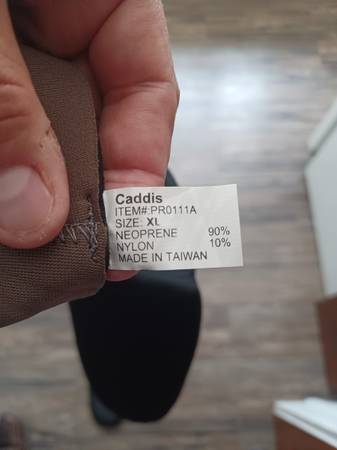 Caddis
ITEM#:PR0111A
SIZE: XL
NEOPRENE 90%
NYLON 10%
MADE IN TAIWAN